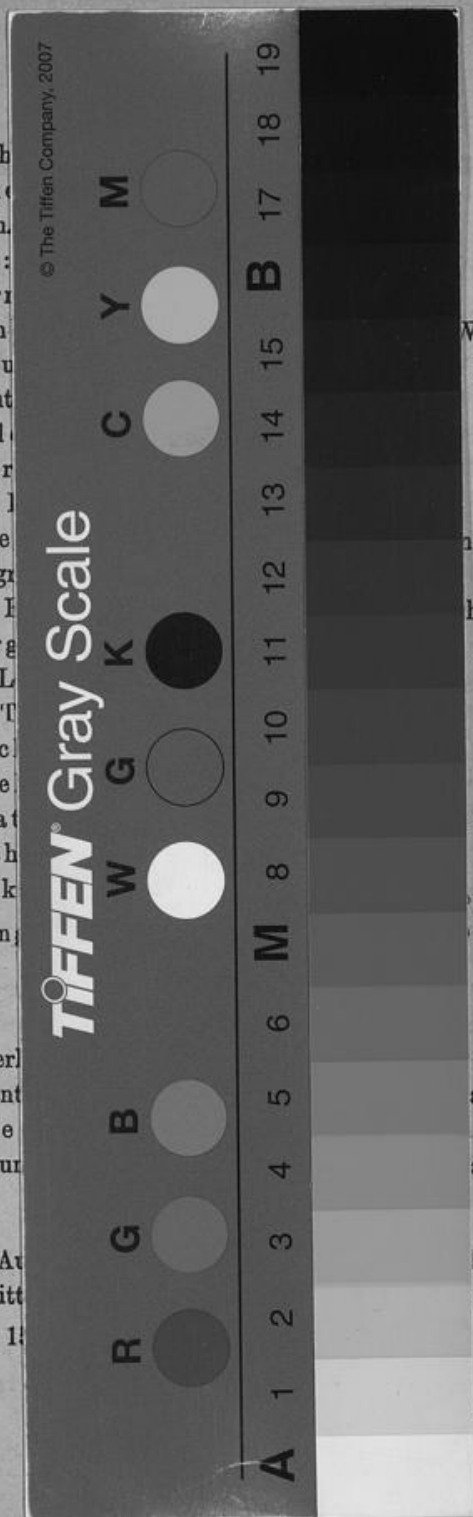 TIFFEN® Gray Scale
© The Tiffen Company, 2007
R G B W G K C Y M
A 1 2 3 4 5 6 M 8 9 10 11 12 13 14 15 B 17 18 19